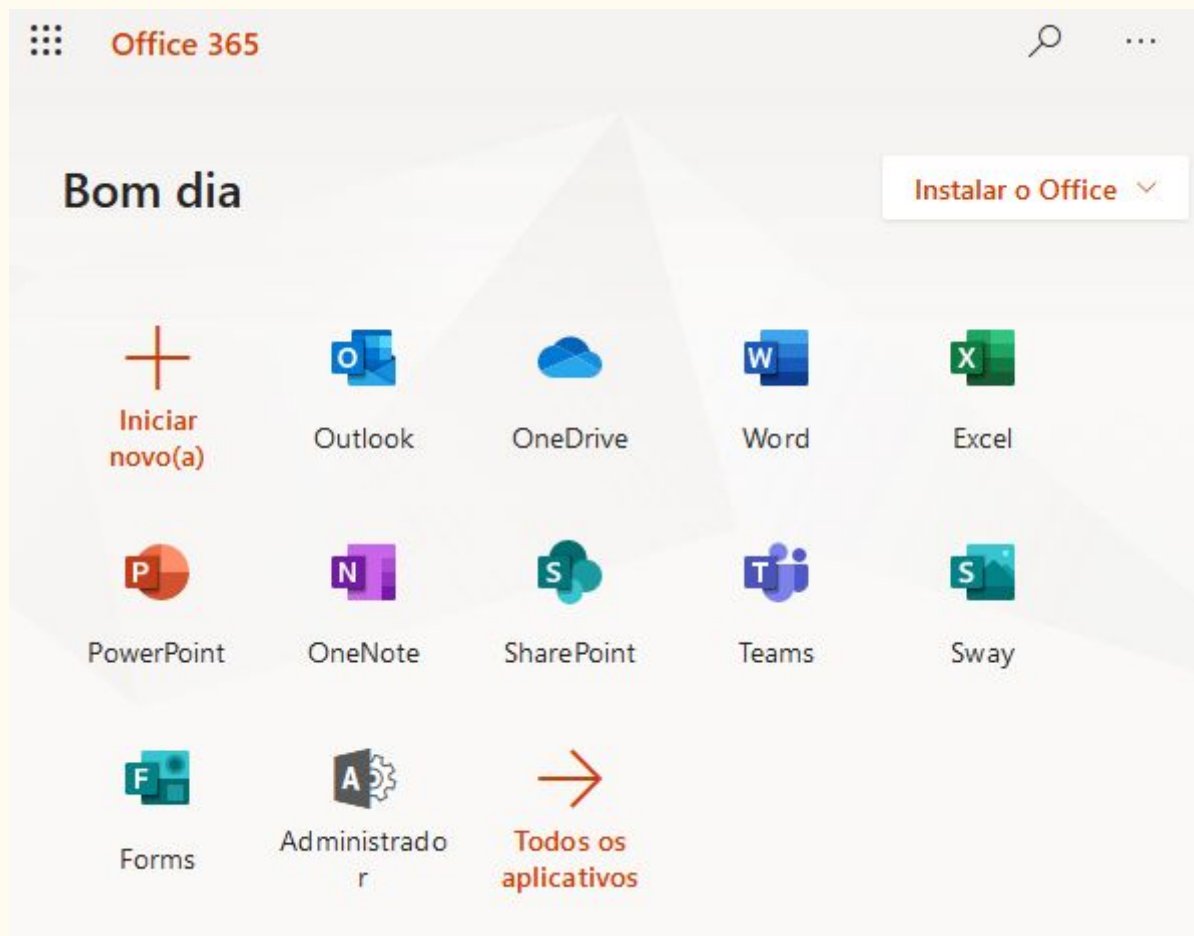 Office 365
...
Bom dia
Instalar o Office
Iniciar
novo(a)
Outlook
OneDrive
Word
Excel
PowerPoint
OneNote
SharePoint
Teams
Sway
Forms
Administrado
r
Todos os
aplicativos
O
W
X
P
N
S
T
S
F
A